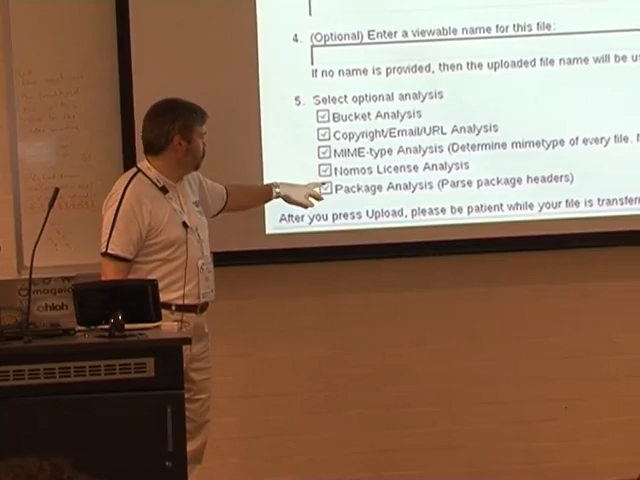 4. (Optional) Enter a viewable name for this file:
If no name is provided, then the uploaded file name will be
5. Select optional analysis
Bucket Analysis
Copyright/Email/URL Analysis
MIME-type Analysis (Determine mimetype of every file.
Nomos License Analysis
Package Analysis (Parse package headers)
After you press Upload, please be patient while your file is
mageia